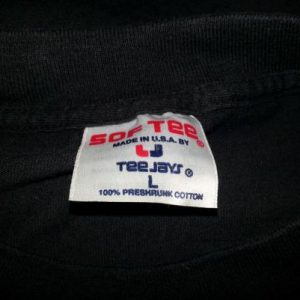 SOF TEE®
MADE IN U.S.A. BY
TEE JAYS®
L
100% PRESHRUNK COTTON